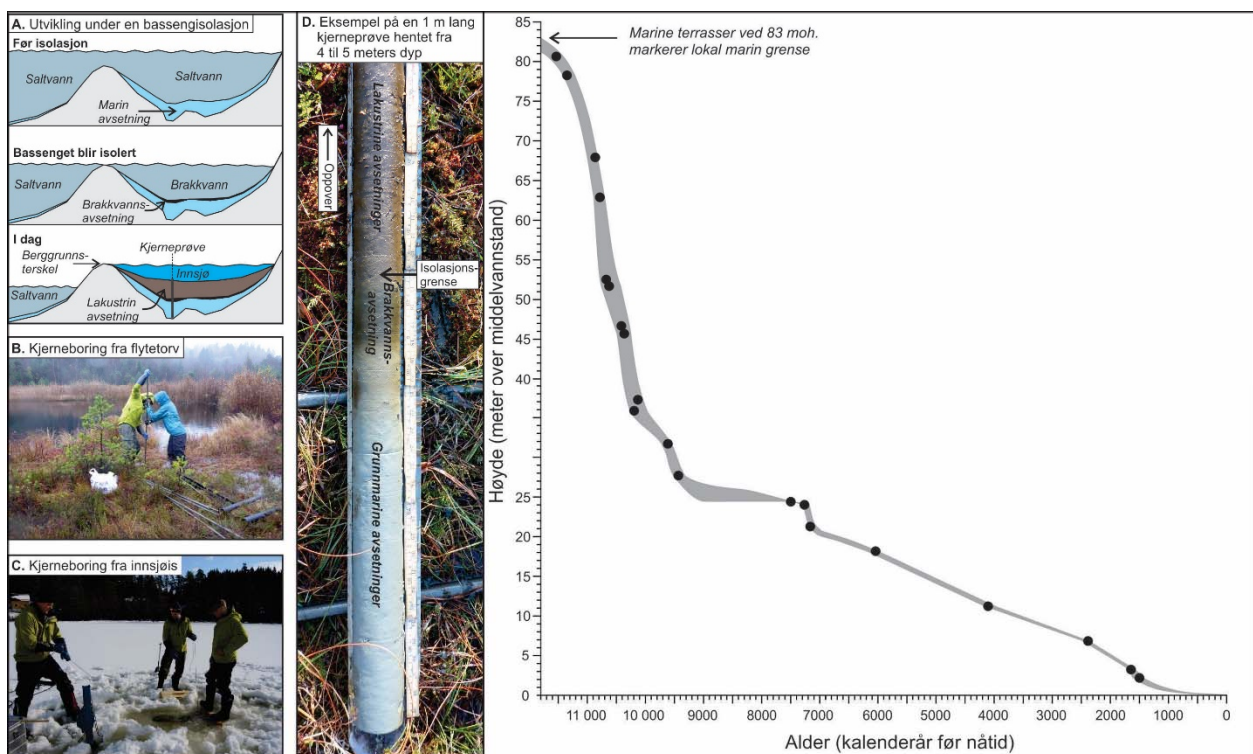 A. Utvikling under en bassengisolasjon
Før isolasjon
Saltvann
Saltvann
Marin
avsetning
Bassenget blir isolert
Saltvann
Brakkvann
Brakkvanns-
avsetning
I dag
Kjerneprøve
Berggrunns-
terskel
Innsjø
Saltvann
Lakustrin
avsetning
B. Kjerneboring fra flytetorv
C. Kjerneboring fra innsjøis
D. Eksempel på en 1 m lang
kjerneprøve hentet fra
4 til 5 meters dyp
Oppover
Lakustrine avsetninger
Isolasjons-
grense
Brakkvanns-
avsetning
Grunnmarine avsetninger
Marine terrasser ved 83 moh.
markerer lokal marin grense
Høyde (meter over middelvannstand)
85
80
75
70
65
60
55
50
45
40
25
20
15
10
5
0
11 000
10 000
9000
8000
7000
6000
5000
4000
3000
2000
1000
0
Alder (kalenderår før nåtid)